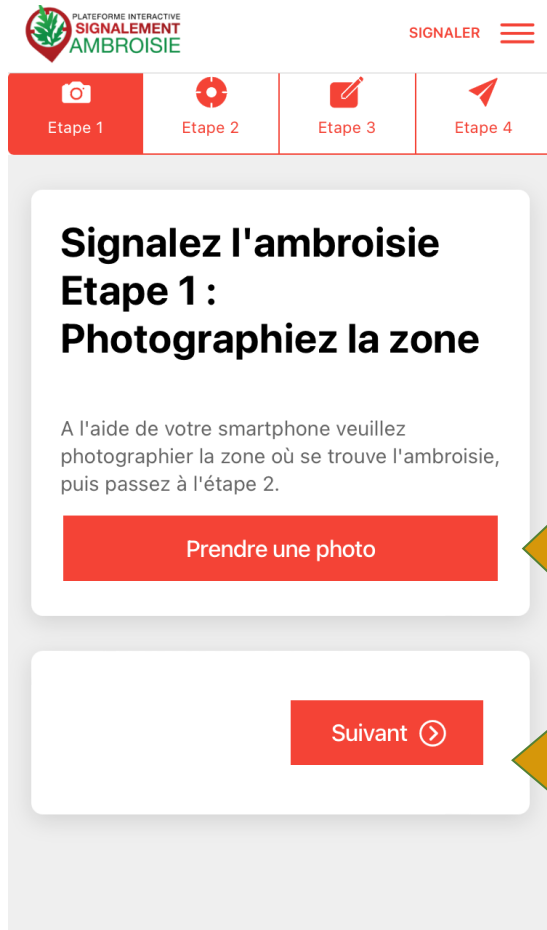 PLATEFORME INTERACTIVE
SIGNALEMENT
AMBROISIE
SIGNALER
Etape 1
Etape 2
Etape 3
Etape 4
Signalez l'ambroisie
Etape 1 :
Photographiez la zone
A l'aide de votre smartphone veuillez
photographier la zone où se trouve l'ambroisie,
puis passez à l'étape 2.
Prendre une photo
Suivant